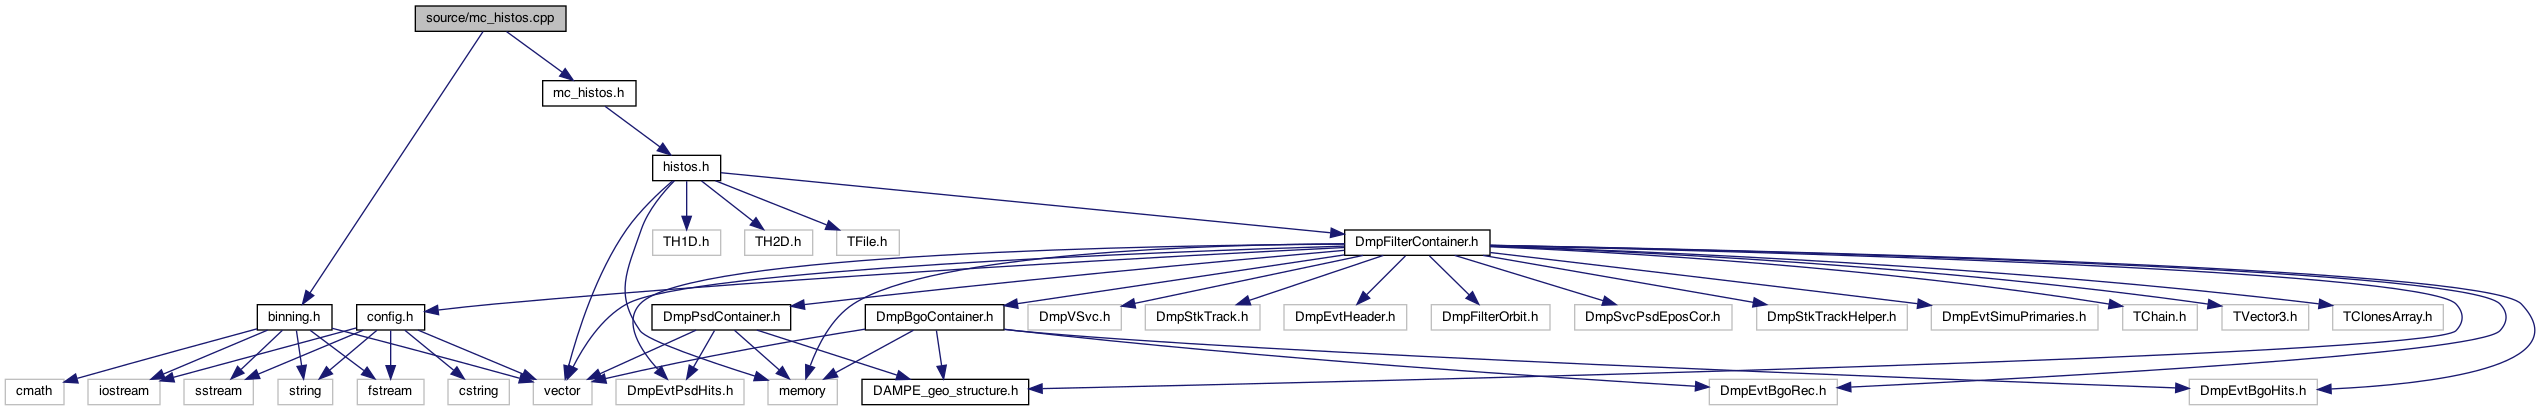 source/mc_histos.cpp
mc_histos.h
histos.h
TH1D.h
TH2D.h
TFile.h
DmpFilterContainer.h
binning.h
config.h
DmpPsdContainer.h
DmpBgoContainer.h
DmpVSvc.h
DmpStkTrack.h
DmpEvtHeader.h
DmpFilterOrbit.h
DmpSvcPsdEposCor.h
DmpStkTrackHelper.h
DmpEvtSimuPrimaries.h
TChain.h
TVector3.h
TClonesArray.h
cmath
iostream
sstream
string
fstream
cstring
vector
DmpEvtPsdHits.h
memory
DAMPE_geo_structure.h
DmpEvtBgoRec.h
DmpEvtBgoHits.h